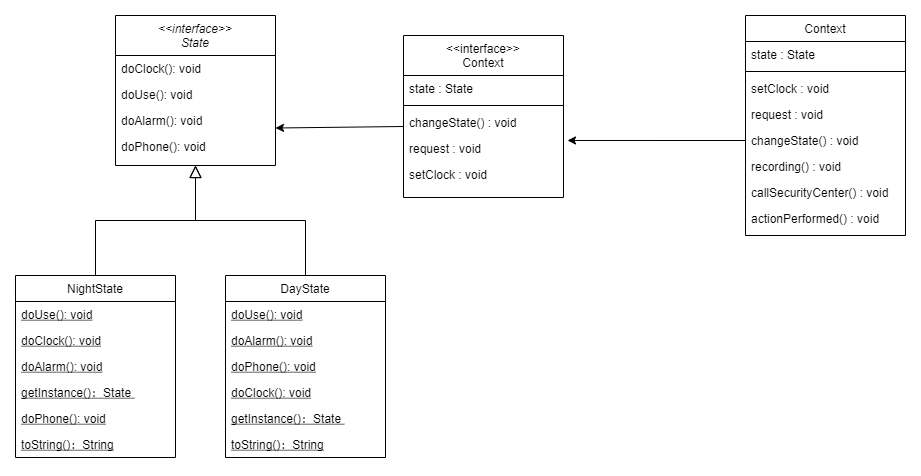 <<interface>>
State
doClock(): void
doUse(): void
doAlarm(): void
doPhone(): void
<<interface>>
Context
state : State
changeState() : void
request : void
setClock : void
Context
state : State
setClock : void
request : void
changeState() : void
recording() : void
callSecurityCenter() : void
actionPerformed() : void
NightState
doUse(): void
doClock(): void
doAlarm(): void
getInstance()：State
doPhone(): void
toString()：String
DayState
doUse(): void
doAlarm(): void
doPhone(): void
doClock(): void
getInstance()：State
toString()：String